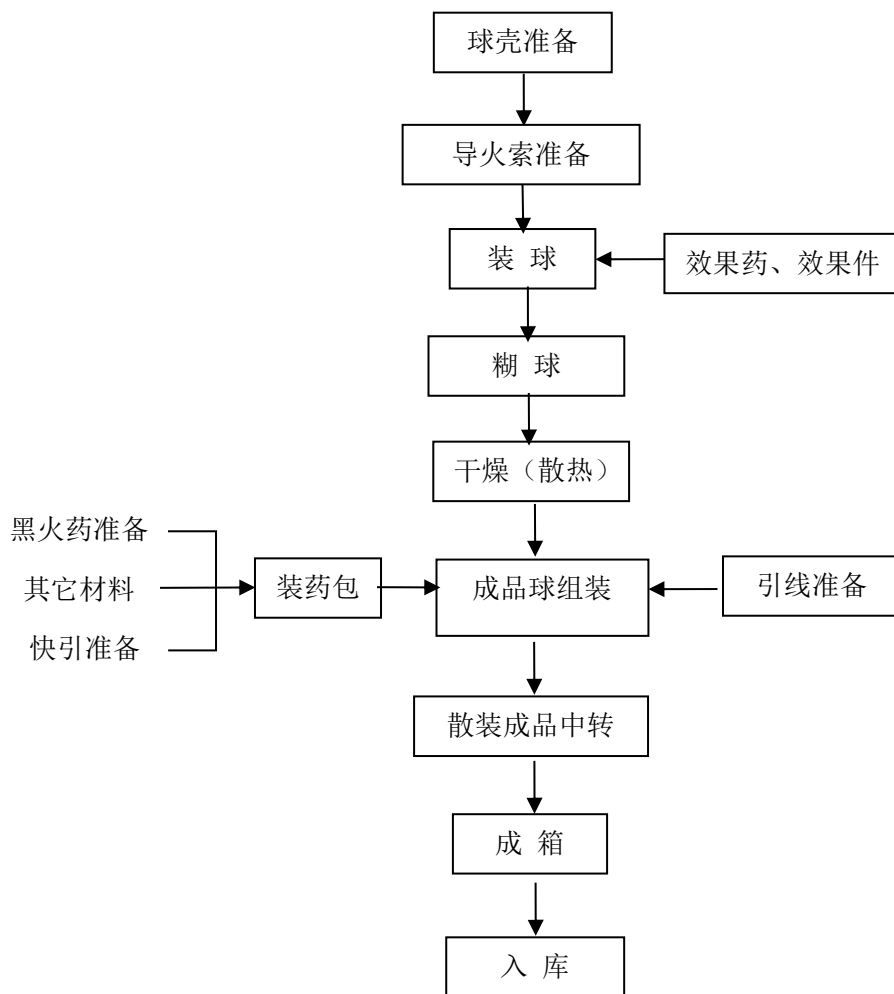 球壳准备
导火索准备
装 球
效果药、效果件
糊 球
干燥（散热）
黑火药准备
其它材料
快引准备
装药包
成品球组装
引线准备
散装成品中转
成 箱
入 库